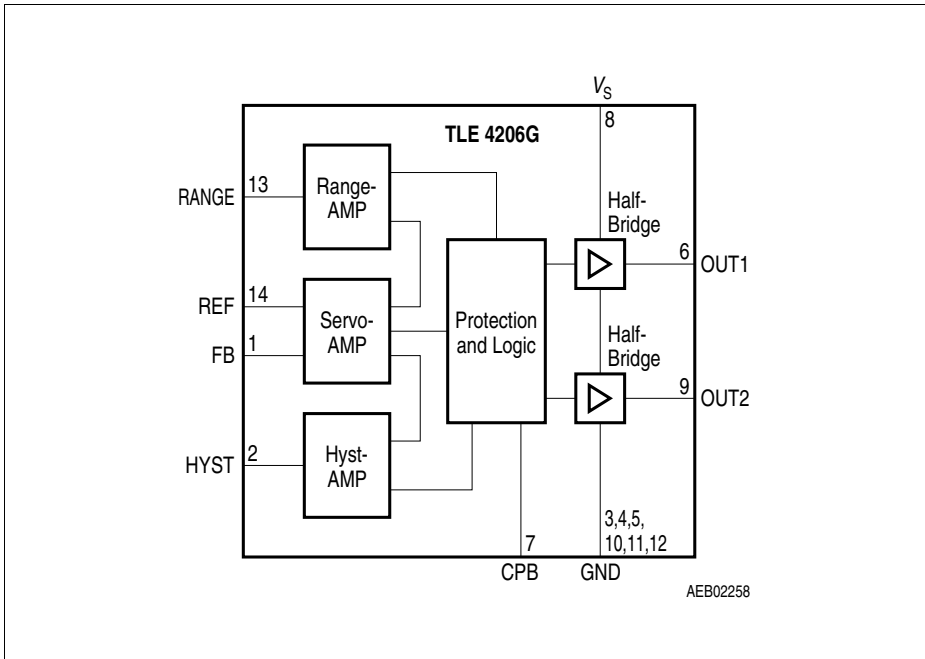 V_S
8
TLE 4206G
RANGE
13
Range-
AMP
Half-
Bridge
6
OUT1
REF
14
Servo-
AMP
FB
1
Protection
and Logic
Half-
Bridge
9
OUT2
HYST
2
Hyst-
AMP
7
CPB
3,4,5,
10,11,12
GND
AEB02258